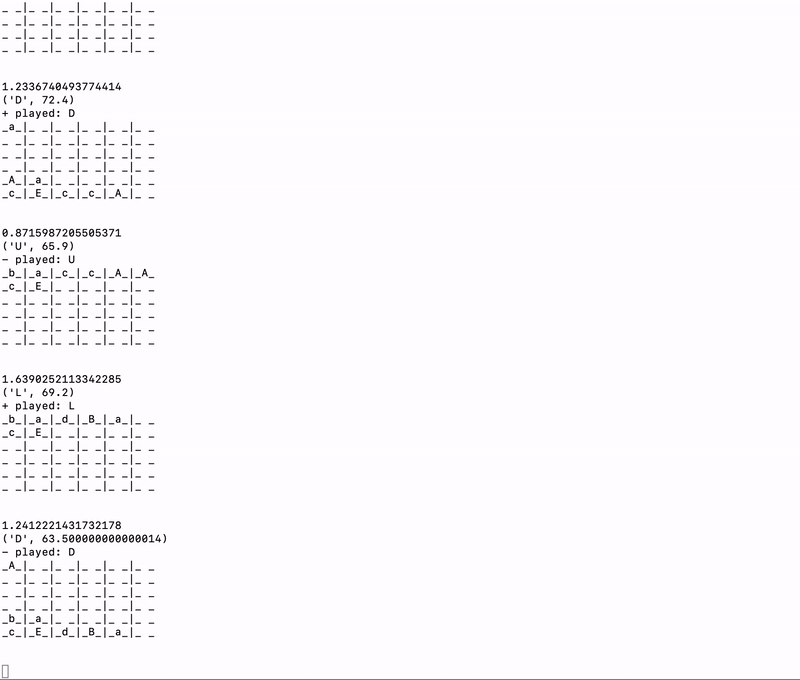 _ _|_ _|_ _|_ _|_ _|_ _
_ _|_ _|_ _|_ _|_ _|_ _
_ _|_ _|_ _|_ _|_ _|_ _
_ _|_ _|_ _|_ _|_ _|_ _
1.2336740493774414
('D', 72.4)
+ played: D
_a_|_ _|_ _|_ _|_ _|_ _
_ _|_ _|_ _|_ _|_ _|_ _
_ _|_ _|_ _|_ _|_ _|_ _
_ _|_ _|_ _|_ _|_ _|_ _
_A_|_a_|_ _|_ _|_ _|_ _
_c_|_E_|_c_|_c_|_A_|_ _
0.8715987205505371
('U', 65.9)
– played: U
_b_|_a_|_c_|_c_|_A_|_A_
_c_|_E_|_ _|_ _|_ _|_ _
_ _|_ _|_ _|_ _|_ _|_ _
_ _|_ _|_ _|_ _|_ _|_ _
_ _|_ _|_ _|_ _|_ _|_ _
_ _|_ _|_ _|_ _|_ _|_ _
1.6390252113342285
('L', 69.2)
+ played: L
_b_|_a_|_d_|_B_|_a_|_ _
_c_|_E_|_ _|_ _|_ _|_ _
_ _|_ _|_ _|_ _|_ _|_ _
_ _|_ _|_ _|_ _|_ _|_ _
_ _|_ _|_ _|_ _|_ _|_ _
_ _|_ _|_ _|_ _|_ _|_ _
1.2412221431732178
('D', 63.500000000000014)
– played: D
_A_|_ _|_ _|_ _|_ _|_ _
_ _|_ _|_ _|_ _|_ _|_ _
_ _|_ _|_ _|_ _|_ _|_ _
_ _|_ _|_ _|_ _|_ _|_ _
_b_|_a_|_ _|_ _|_ _|_ _
_c_|_E_|_d_|_B_|_a_|_ _